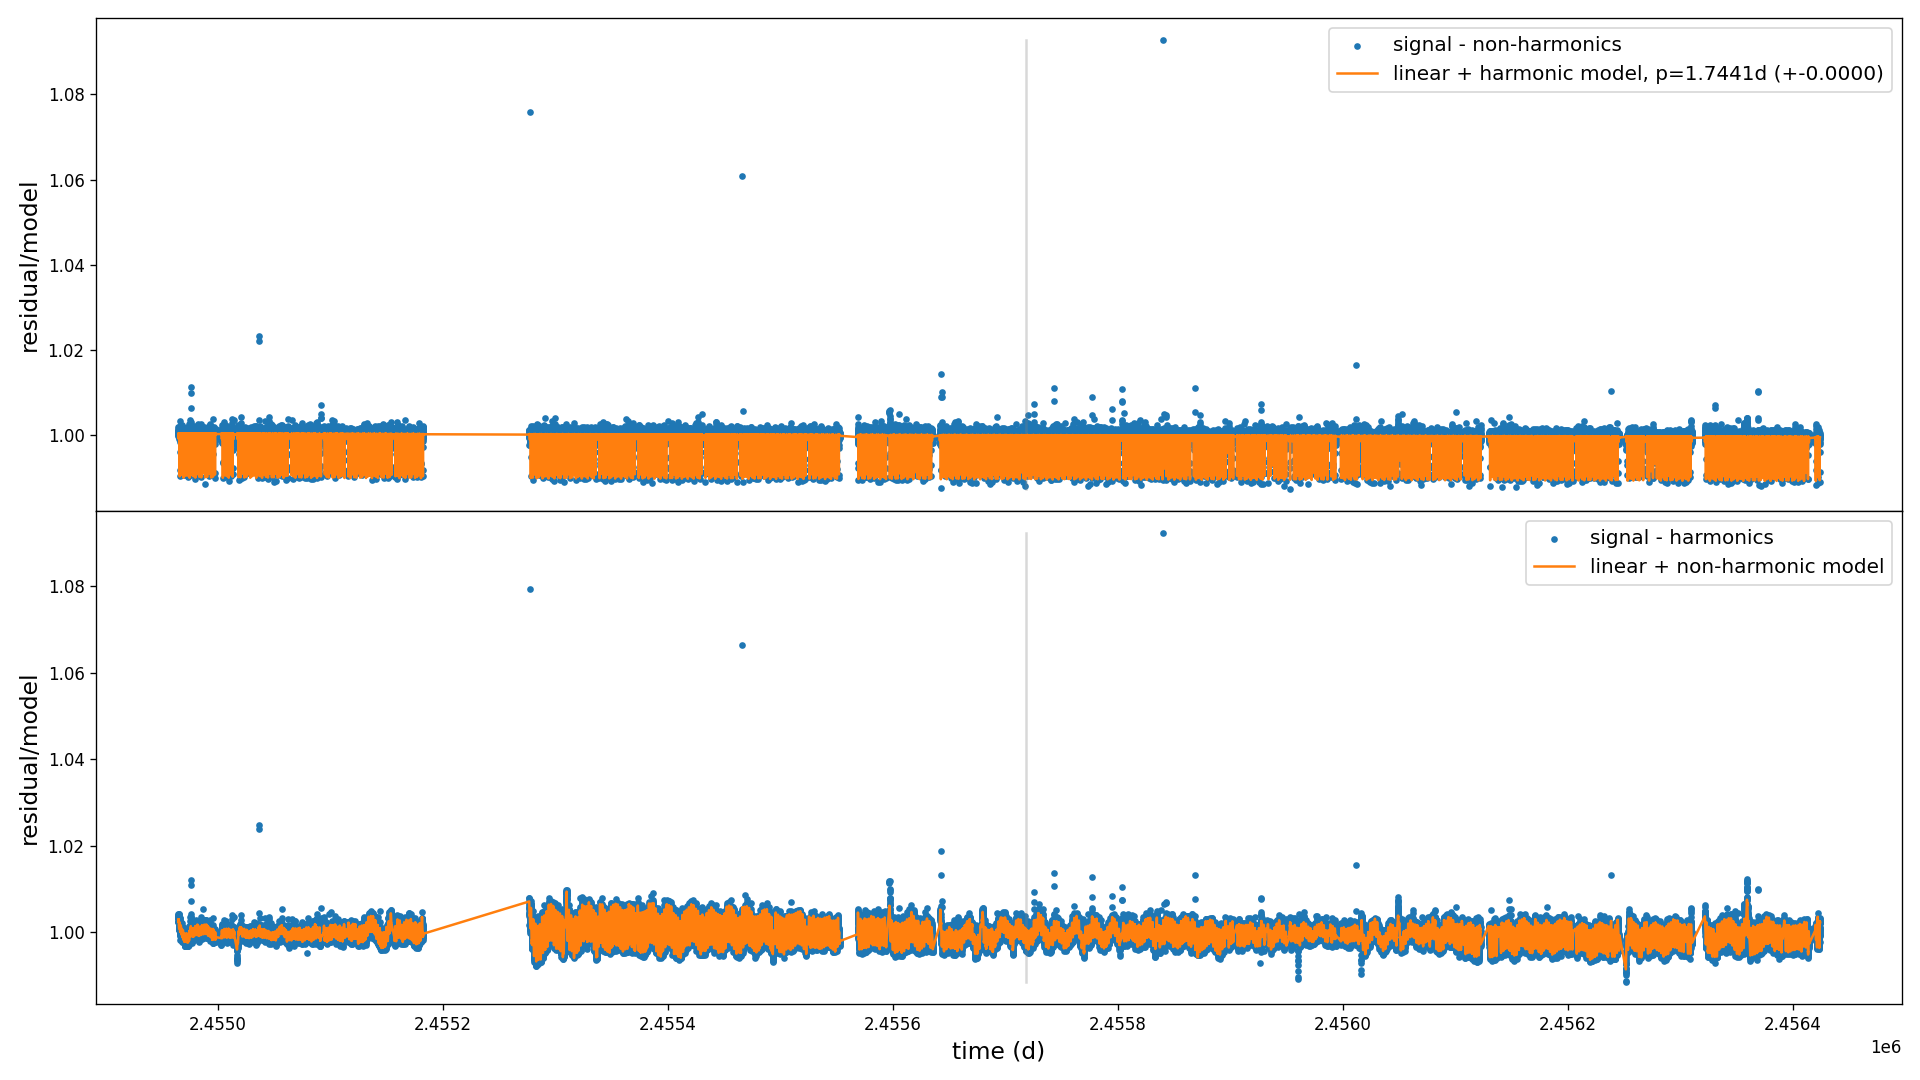 signal - non-harmonics
linear + harmonic model, p=1.7441d (+-0.0000)
1.08
1.06
1.04
1.02
1.00
residual/model
signal - harmonics
linear + non-harmonic model
1.08
1.06
1.04
1.02
1.00
residual/model
2.4550 2.4552 2.4554 2.4556 2.4558 2.4560 2.4562 2.4564
1e6
time (d)